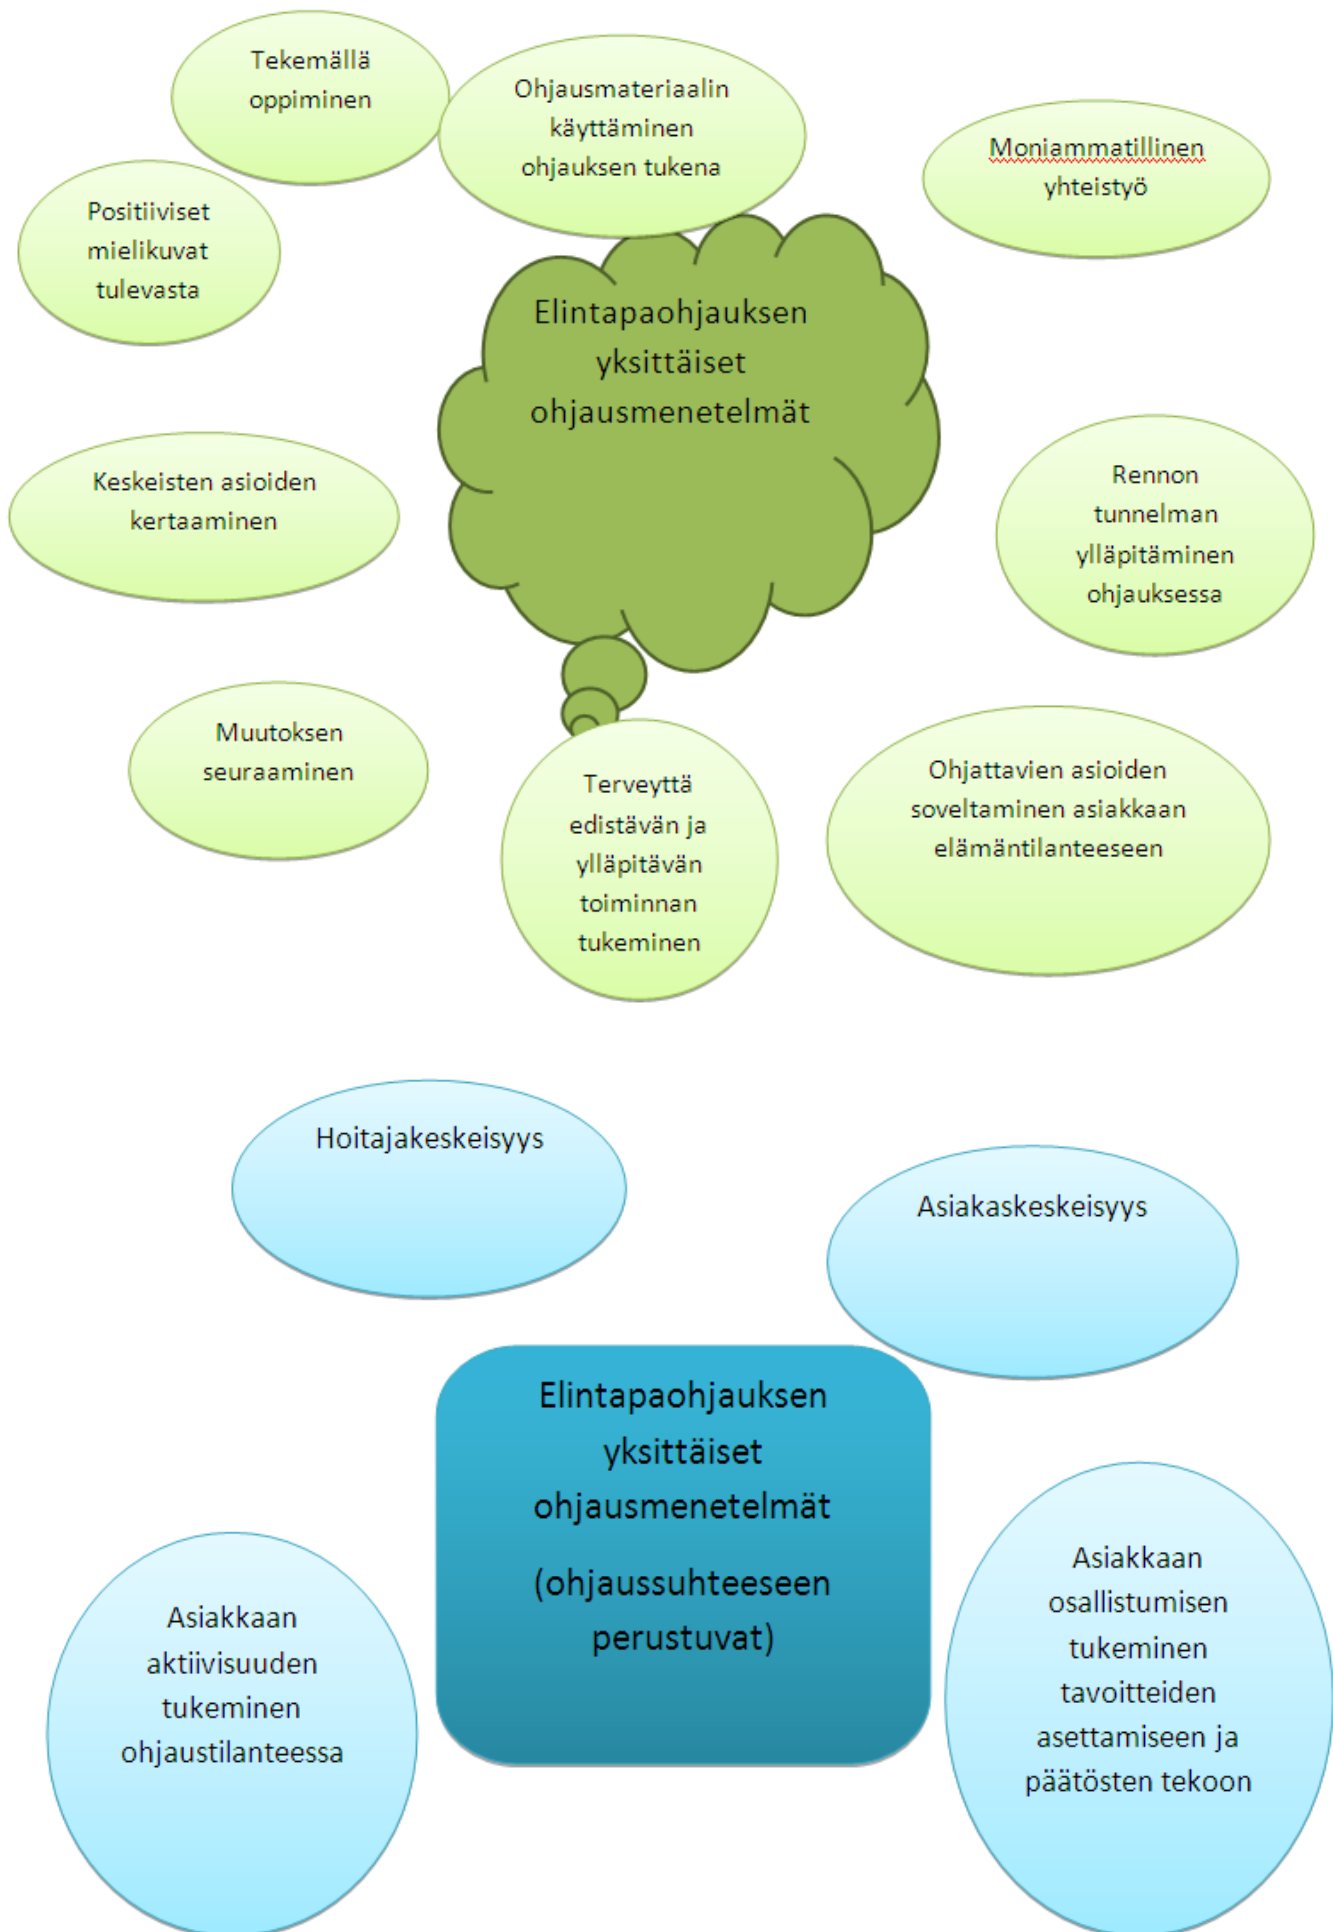 Tekemällä
oppiminen
Ohjausmateriaalin
käyttäminen
ohjauksen tukena
Moniammatillinen
yhteistyö
Positiiviset
mielikuvat
tulevasta
Elintapaohjauksen
yksittäiset
ohjausmenetelmät
Keskeisten asioiden
kertaaminen
Rennon
tunnelman
ylläpitäminen
ohjauksessa
Muutoksen
seuraaminen
Terveyttä
edistävän ja
ylläpitävän
toiminnan
tukeminen
Ohjattavien asioiden
soveltaminen asiakkaan
elämäntilanteeseen
Hoitajakeskeisyys
Asiakaskeskeisyys
Elintapaohjauksen
yksittäiset
ohjausmenetelmät
(ohjaussuhteeseen
perustuvat)
Asiakkaan
aktiivisuuden
tukeminen
ohjaustilanteessa
Asiakkaan
osallistumisen
tukeminen
tavoitteiden
asettamiseen ja
päätösten tekoon